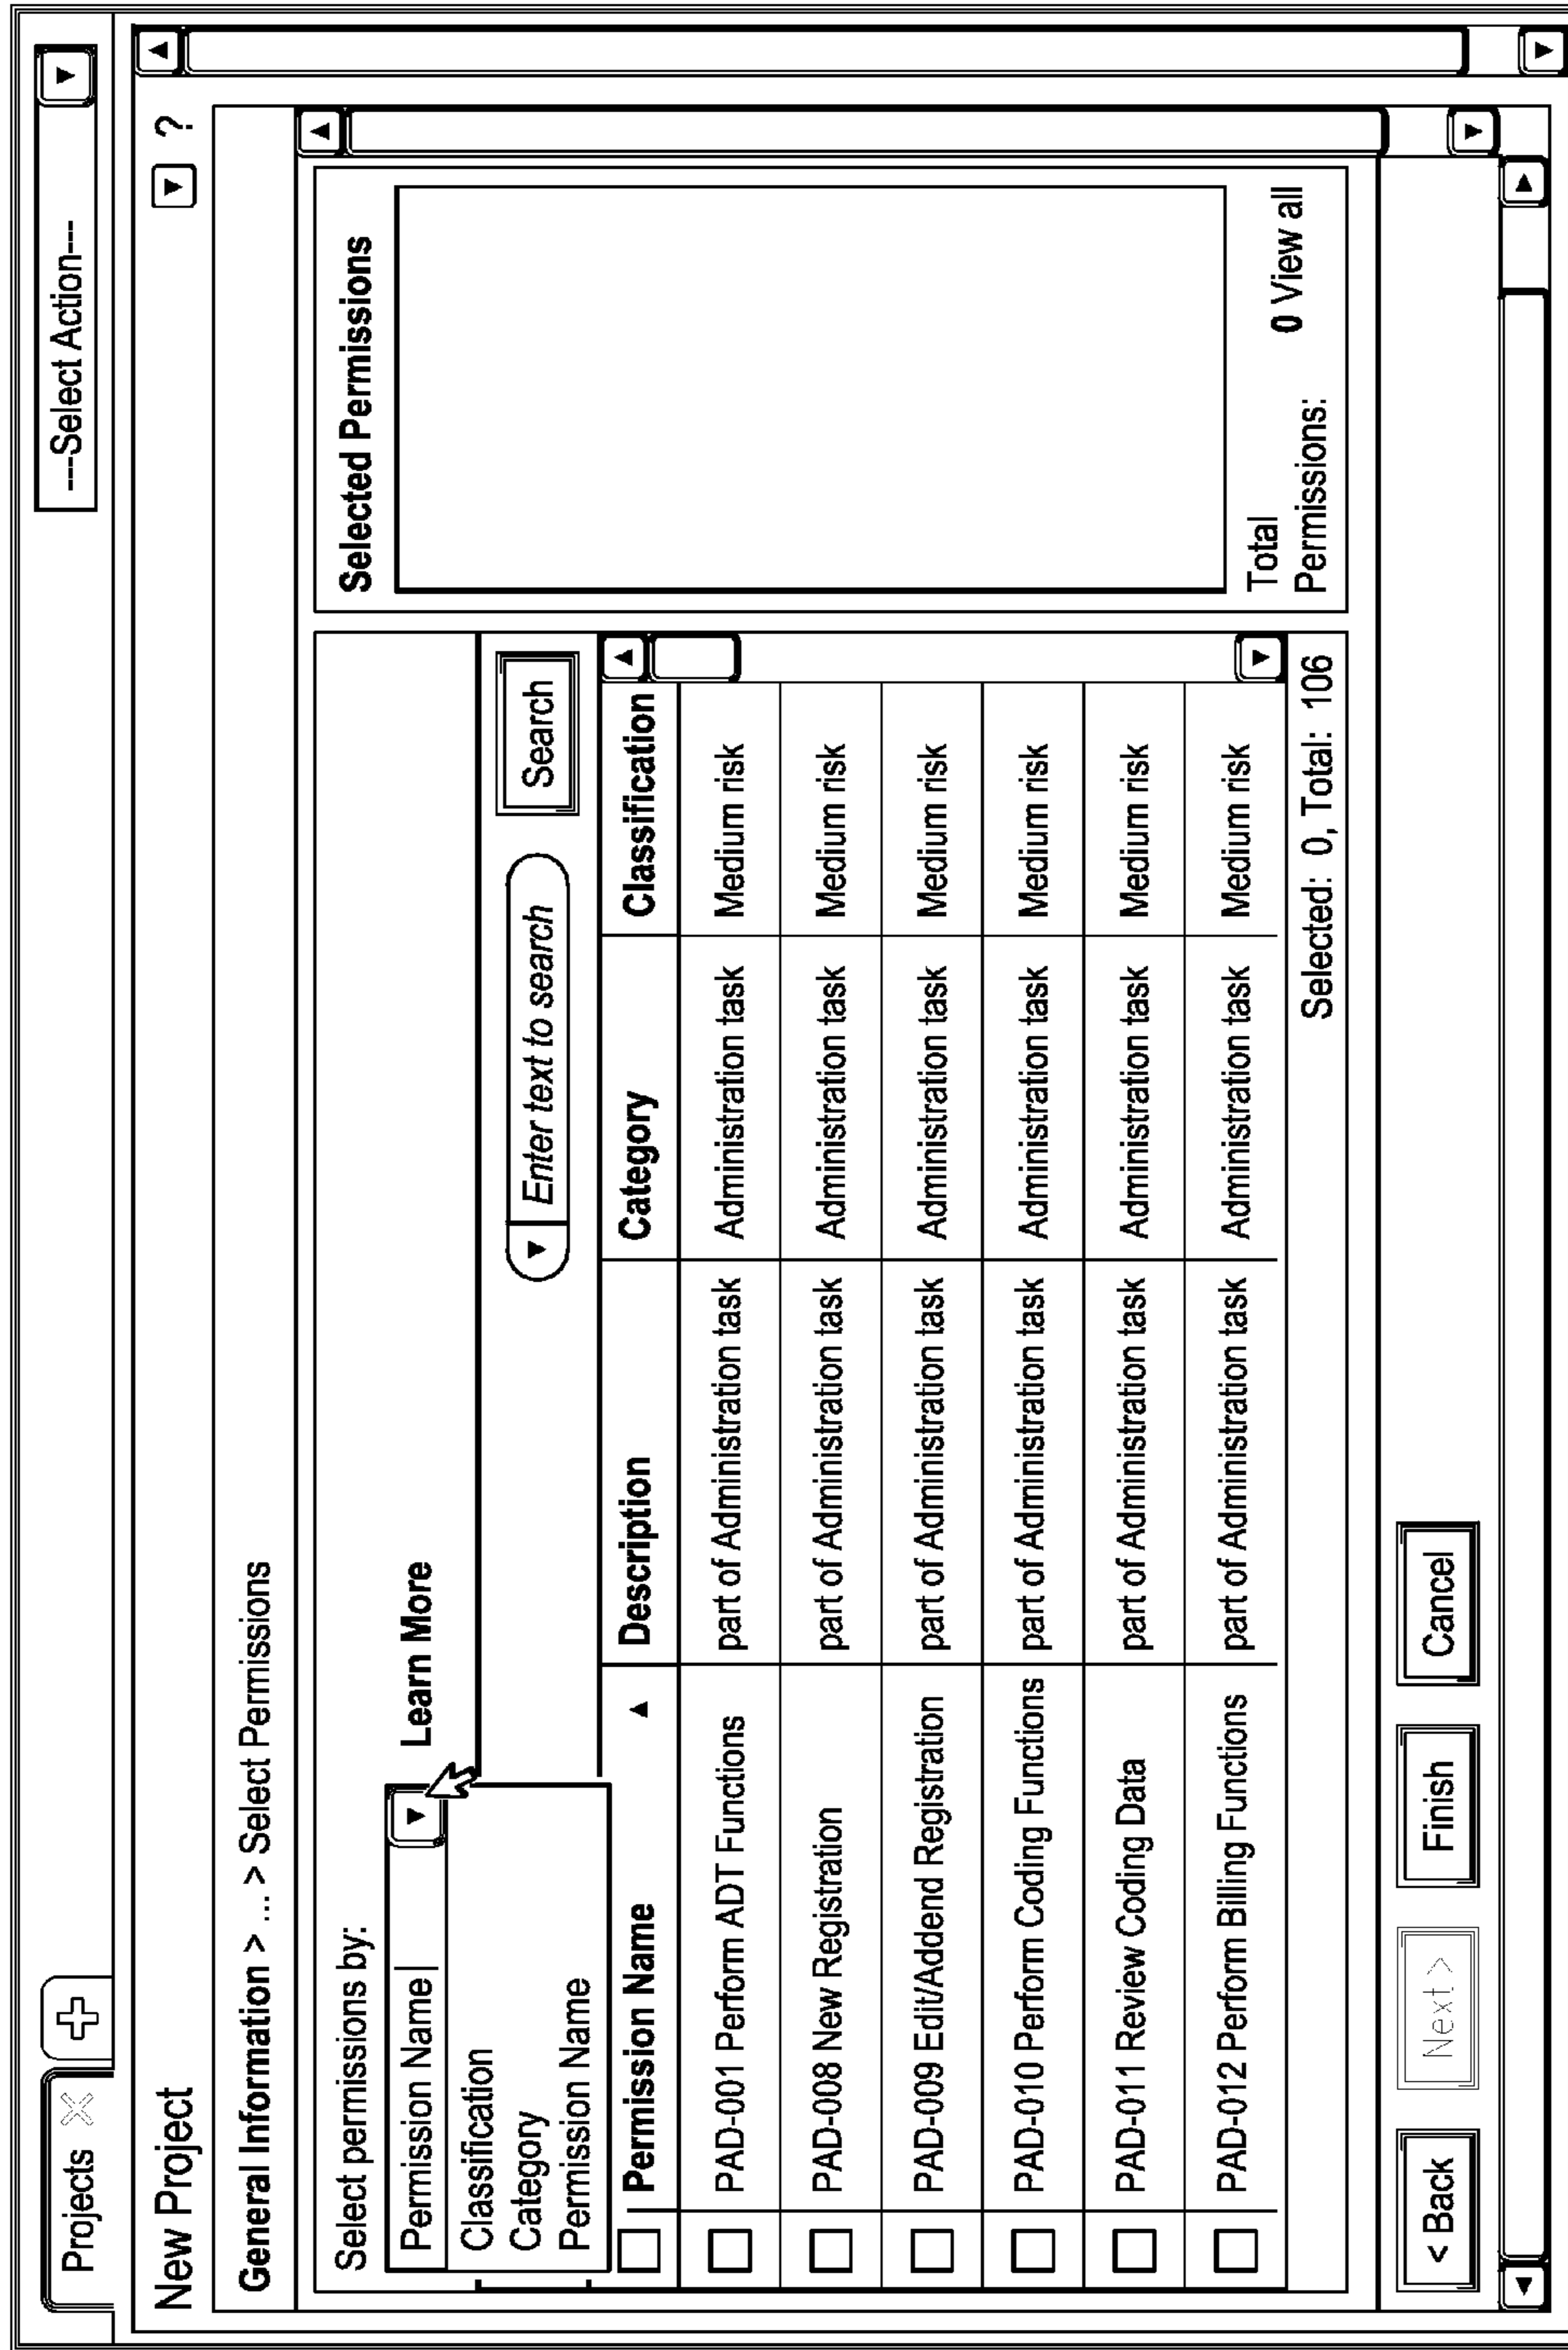 Projects ×
---Select Action---
New Project
?
General Information > ... > Select Permissions
Select permissions by:
Permission Name
Learn More
Classification
Category
Permission Name
Enter text to search
Search
Permission Name Description Category Classification
PAD-001 Perform ADT Functions part of Administration task Administration task Medium risk
PAD-008 New Registration part of Administration task Administration task Medium risk
PAD-009 Edit/Addend Registration part of Administration task Administration task Medium risk
PAD-010 Perform Coding Functions part of Administration task Administration task Medium risk
PAD-011 Review Coding Data part of Administration task Administration task Medium risk
PAD-012 Perform Billing Functions part of Administration task Administration task Medium risk
Selected: 0, Total: 106
Selected Permissions
Total
Permissions: 0 View all
< Back Next > Finish Cancel